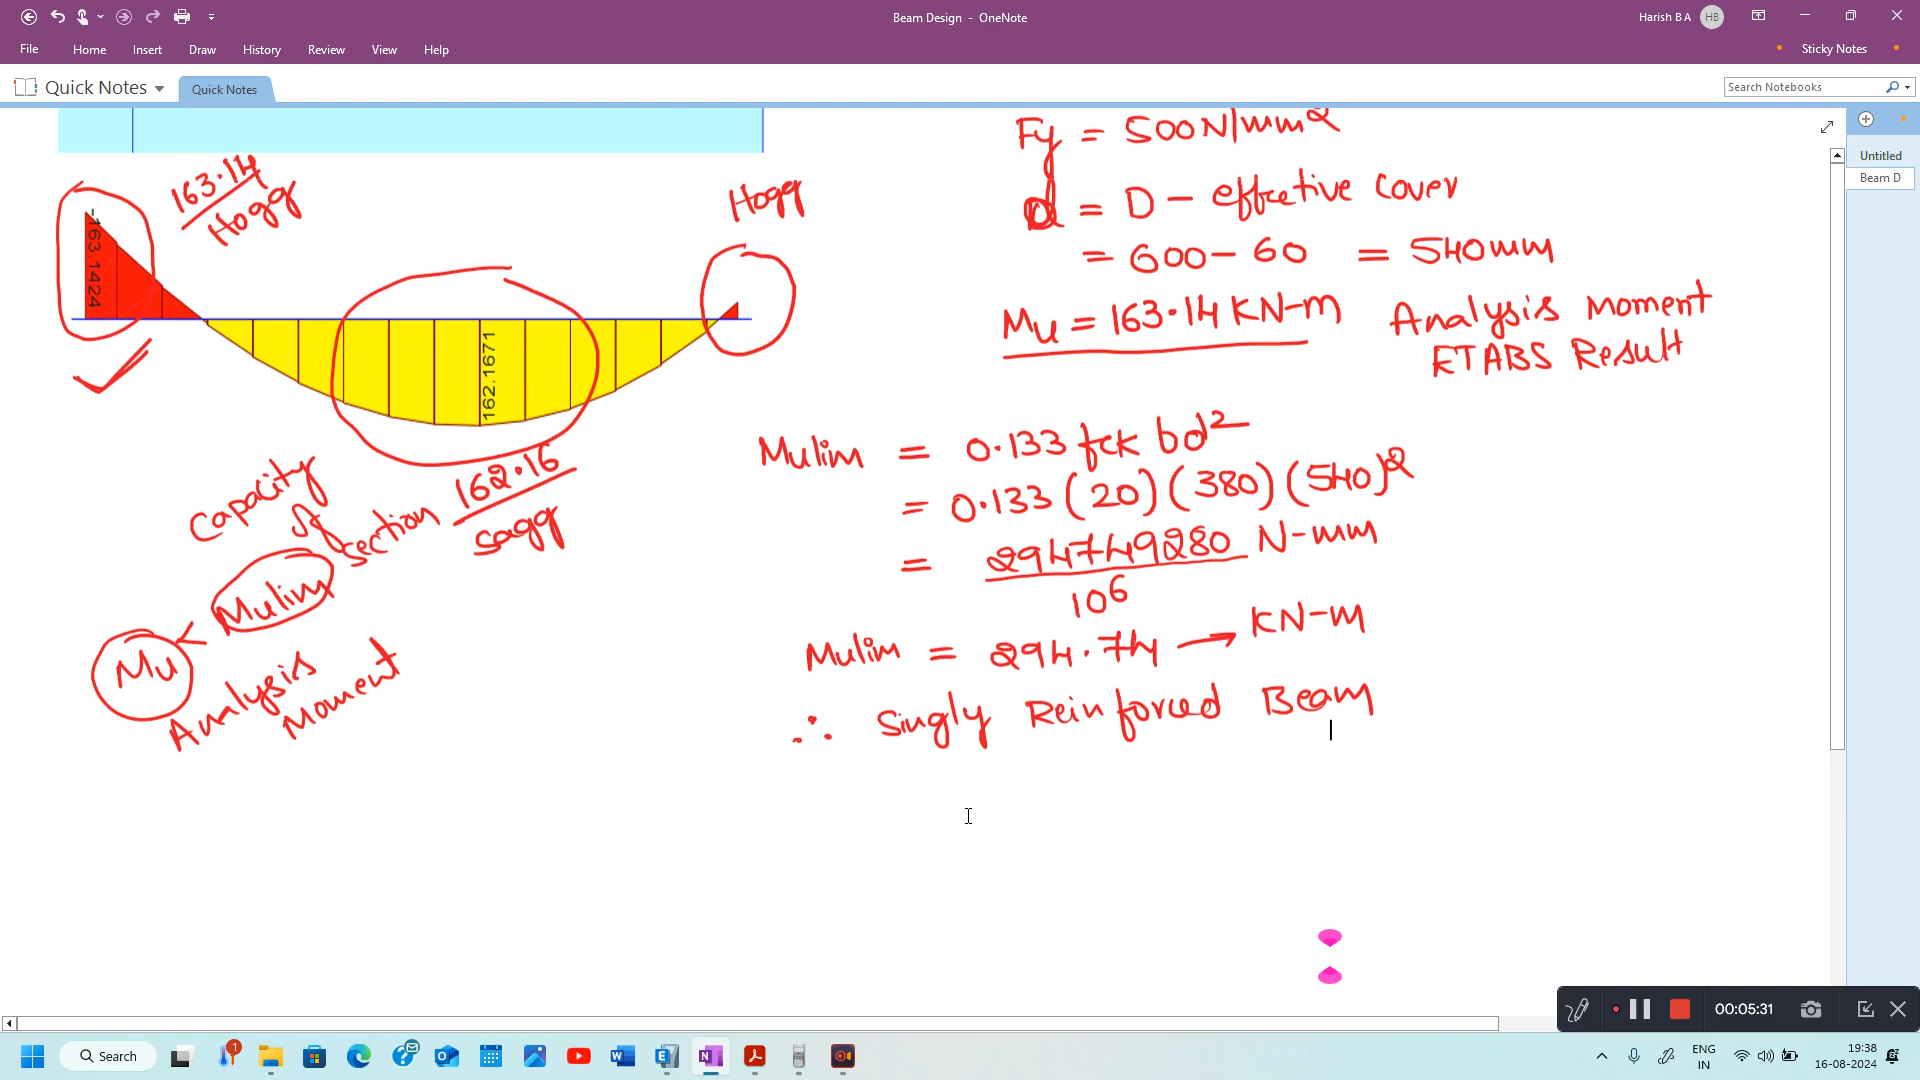 Beam Design - OneNote
Harish B A
HB
File
Home
Insert
Draw
History
Review
View
Help
Sticky Notes
Quick Notes
Quick Notes
Search Notebooks
Untitled
Beam D
Fy = 500N/mm2
d = D - effective cover
= 600 - 60 = 540mm
Mu = 163.14 KN-m
Analysis Moment
ETABS Result
163.14
Hogg
Hogg
-163.1424
162.1671
162.16
sagg
Capacity
of
section
Mulim
Mu <
Analysis
Moment
Mulim = 0.133 fck bd2
= 0.133 (20) (380) (540)2
= 294749280 N-mm
106
Mulim = 294.74 → KN-m
∴ Singly Reinforced Beam
00:05:31
Search
1
ENG
IN
19:38
16-08-2024